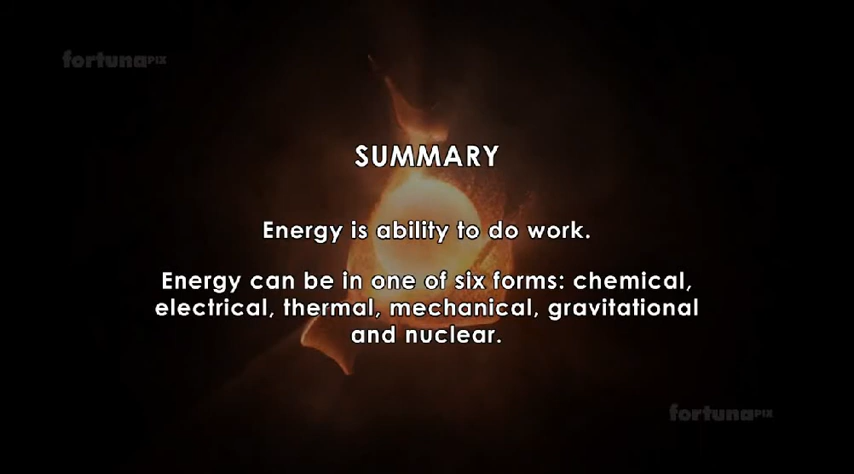 fortunaPIX
SUMMARY
Energy is ability to do work.
Energy can be in one of six forms: chemical,
electrical, thermal, mechanical, gravitational
and nuclear.
fortunaPIX